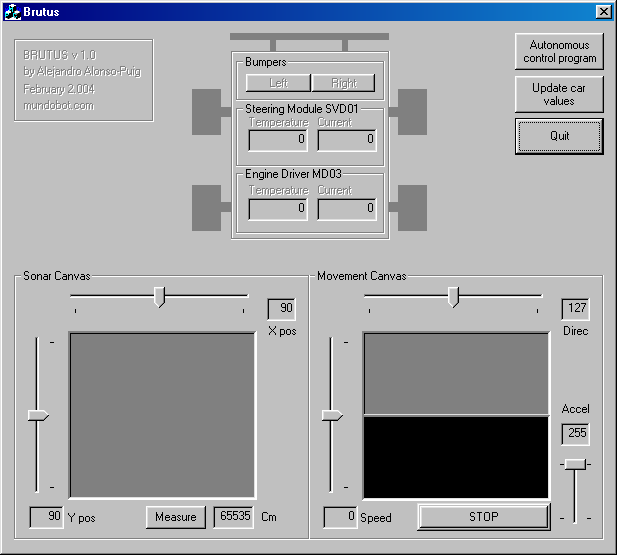 Brutus
BRUTUS v 1.0
by Alejandro Alonso-Puig
February 2.004
mundobot.com
Bumpers
Left
Right
Steering Module SVD01
Temperature
Current
0
0
Engine Driver MD03
Temperature
Current
0
0
Autonomous
control program
Update car
values
Quit
Sonar Canvas
90
X pos
90
Y pos
Measure
65535
Cm
Movement Canvas
127
Direc
Accel
255
0
Speed
STOP